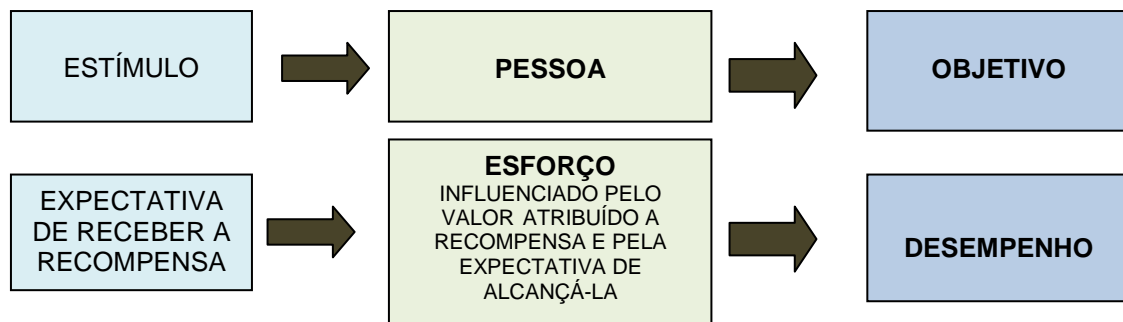 ESTÍMULO
PESSOA
OBJETIVO
EXPECTATIVA
DE RECEBER A
RECOMPENSA
ESFORÇO
INFLUENCIADO PELO
VALOR ATRIBUÍDO A
RECOMPENSA E PELA
EXPECTATIVA DE
ALCANÇÁ-LA
DESEMPENHO